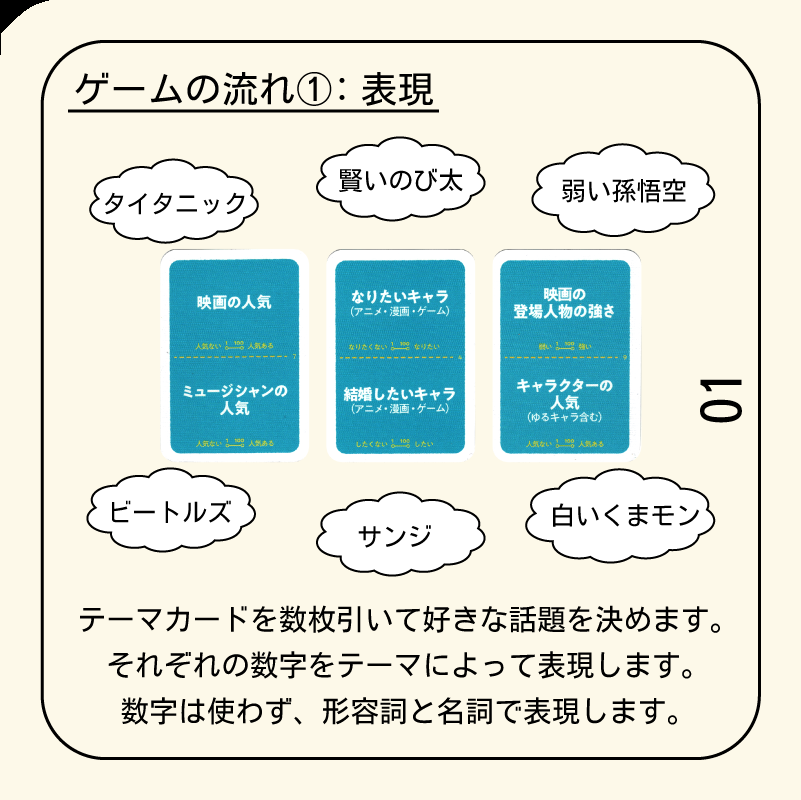 ゲームの流れ①：表現
タイタニック
賢いのび太
弱い孫悟空
映画の人気
人気ない 1 100 人気ある
7
ミュージシャンの
人気
人気ない 1 100 人気ある
なりたいキャラ
(アニメ・漫画・ゲーム)
なりたくない 1 100 なりたい
結婚したいキャラ
(アニメ・漫画・ゲーム)
したくない 1 100 したい
映画の
登場人物の強さ
弱い 1 100 強い
9
キャラクターの
人気
(ゆるキャラ含む)
人気ない 1 100 人気ある
01
ビートルズ
サンジ
白いくまモン
テーマカードを数枚引いて好きな話題を決めます。
それぞれの数字をテーマによって表現します。
数字は使わず、形容詞と名詞で表現します。